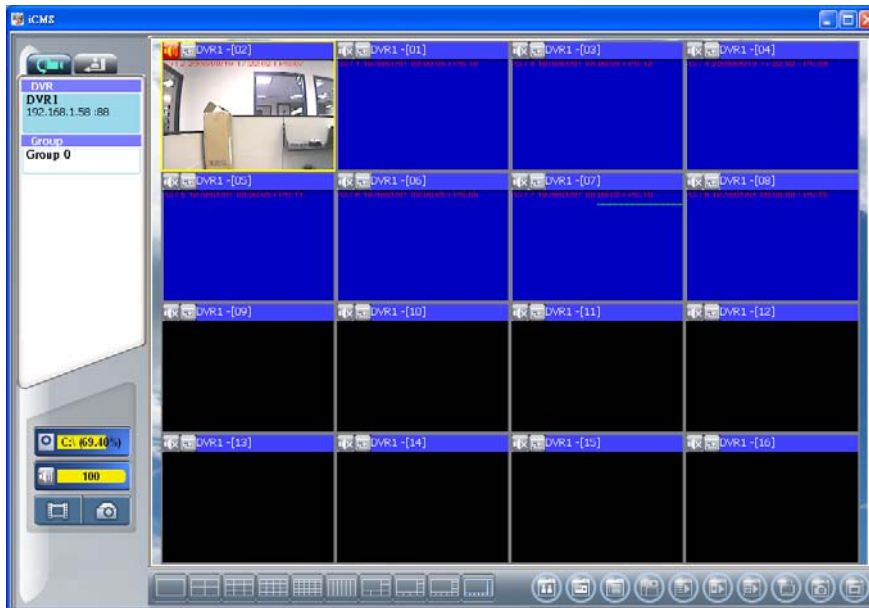 iCMS
DVR
DVR1
192.168.1.58 :88
Group
Group 0
C:\ (69.40%)
100
DVR1 -[02]
DVR1 -[01]
DVR1 -[03]
DVR1 -[04]
DVR1 -[05]
DVR1 -[06]
DVR1 -[07]
DVR1 -[08]
DVR1 -[09]
DVR1 -[10]
DVR1 -[11]
DVR1 -[12]
DVR1 -[13]
DVR1 -[14]
DVR1 -[15]
DVR1 -[16]